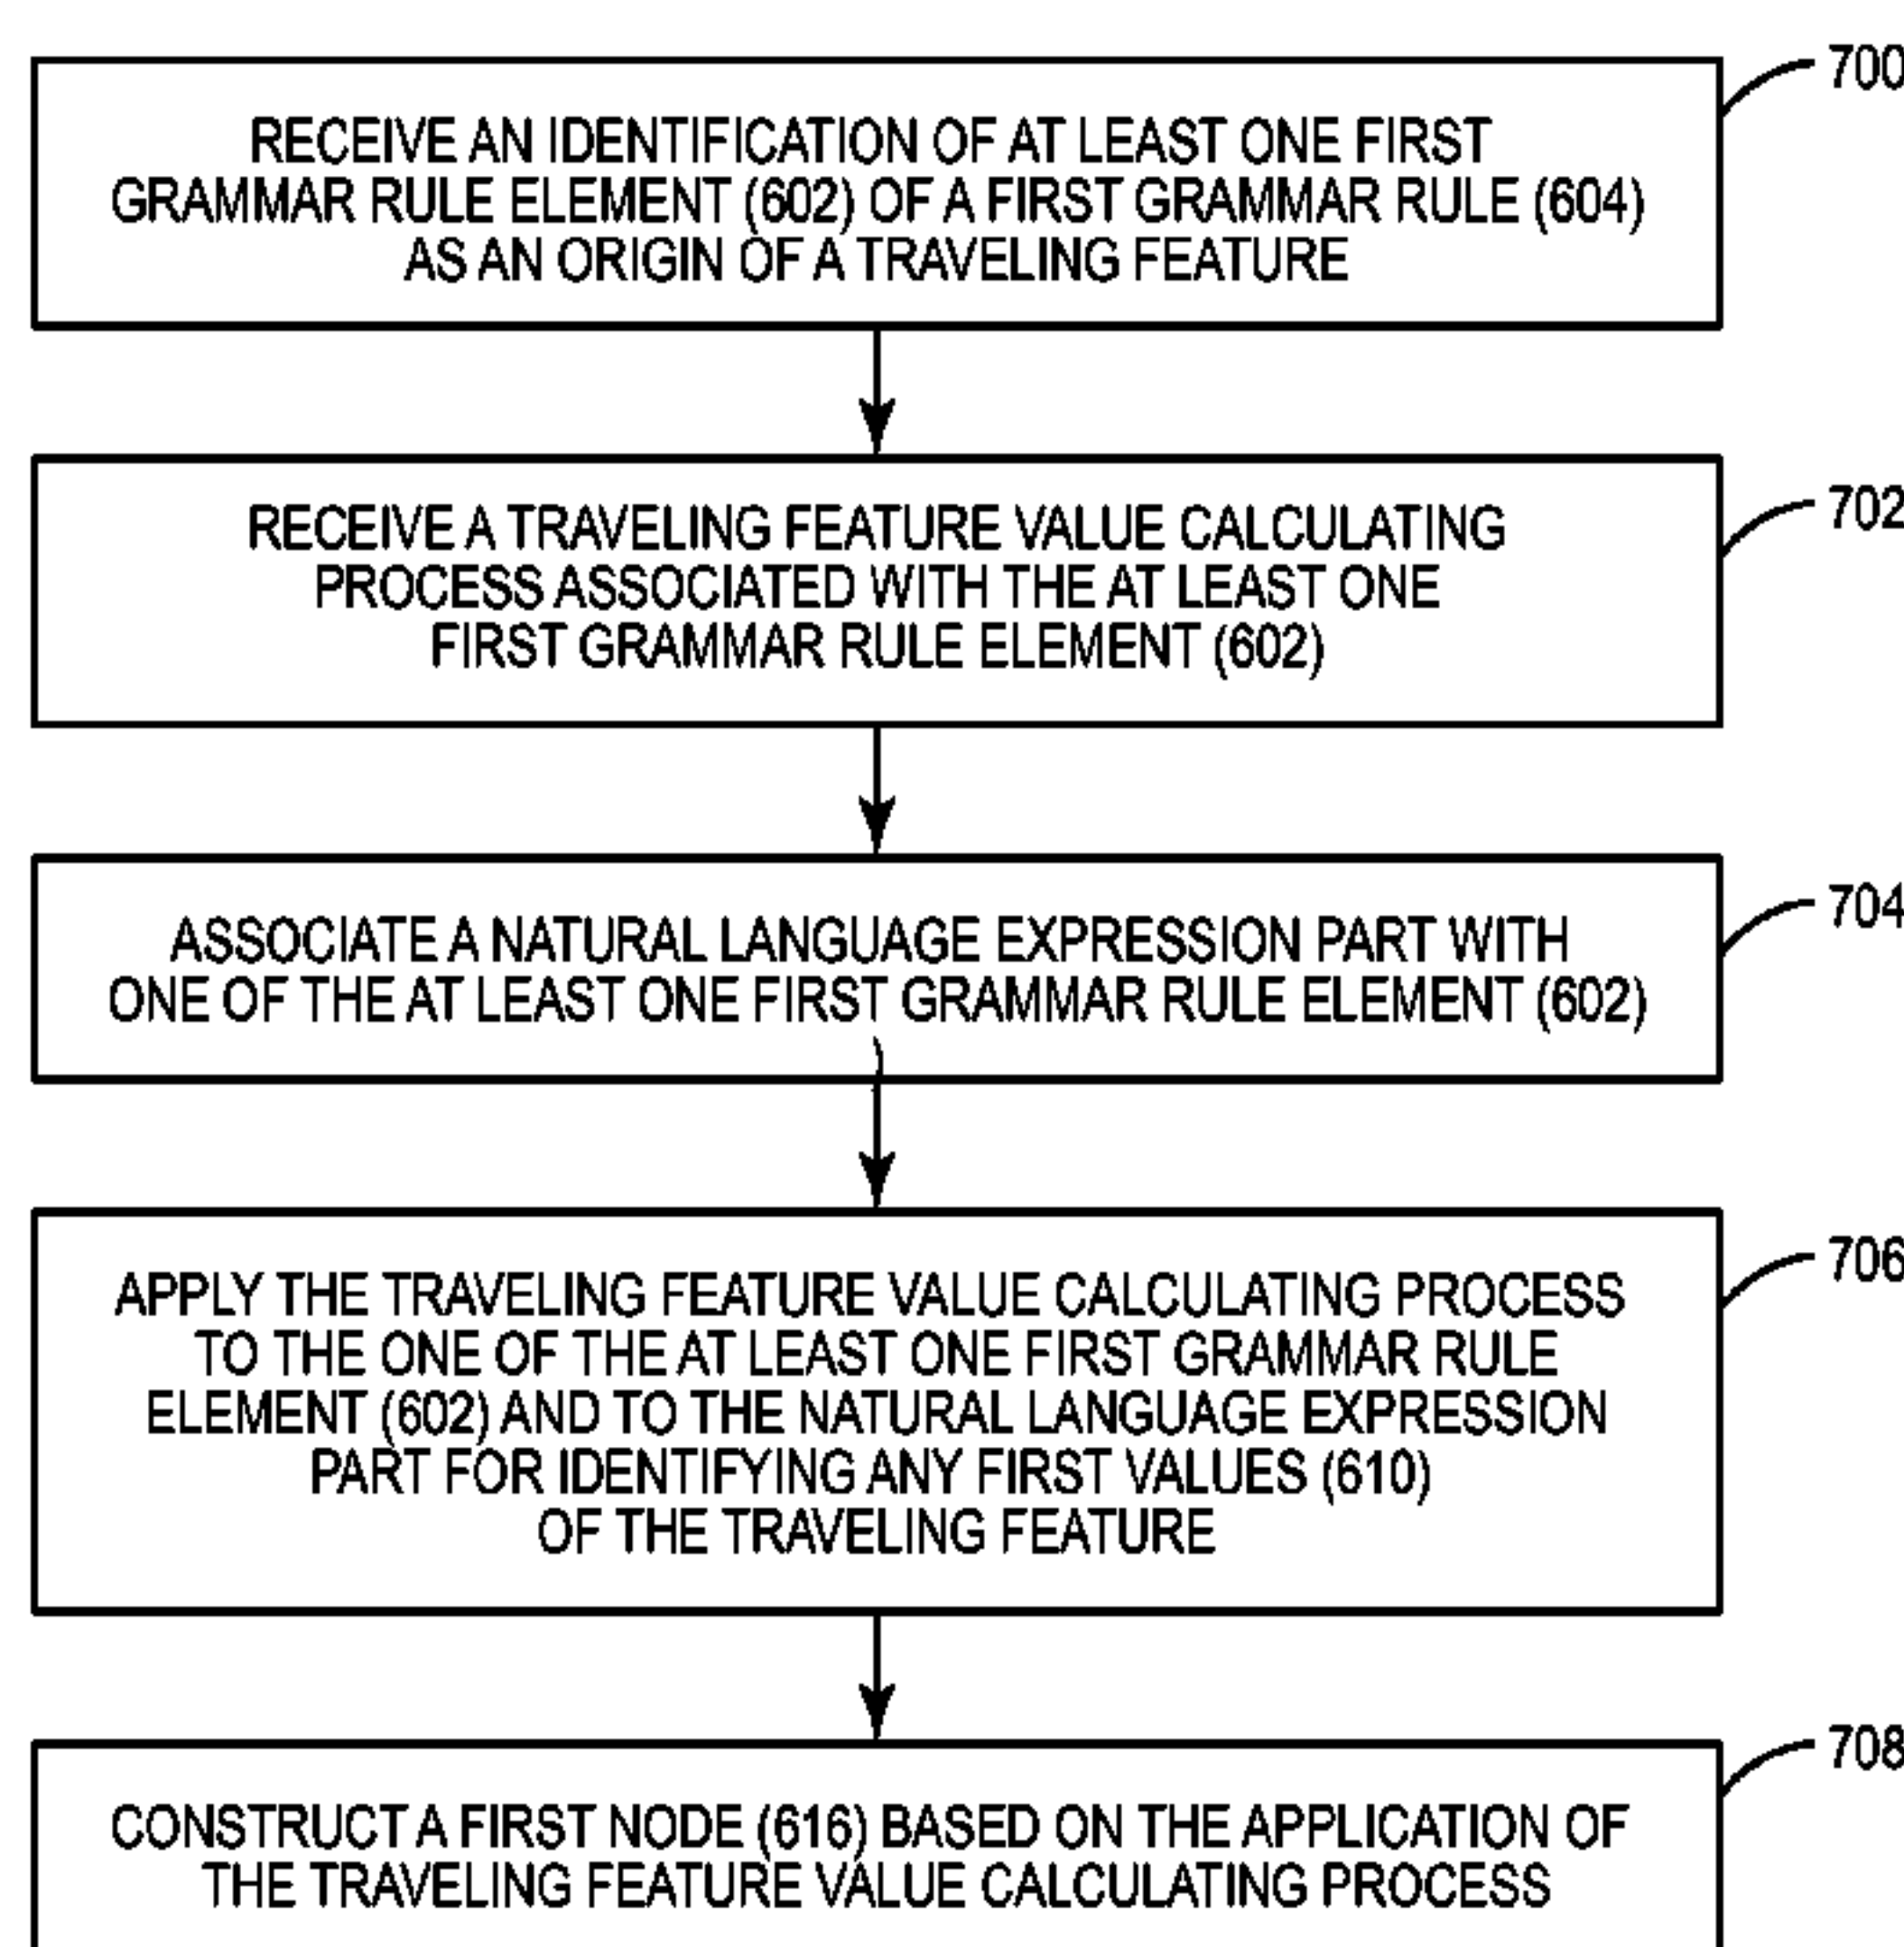 700
RECEIVE AN IDENTIFICATION OF AT LEAST ONE FIRST
GRAMMAR RULE ELEMENT (602) OF A FIRST GRAMMAR RULE (604)
AS AN ORIGIN OF A TRAVELING FEATURE
702
RECEIVE A TRAVELING FEATURE VALUE CALCULATING
PROCESS ASSOCIATED WITH THE AT LEAST ONE
FIRST GRAMMAR RULE ELEMENT (602)
704
ASSOCIATE A NATURAL LANGUAGE EXPRESSION PART WITH
ONE OF THE AT LEAST ONE FIRST GRAMMAR RULE ELEMENT (602)
706
APPLY THE TRAVELING FEATURE VALUE CALCULATING PROCESS
TO THE ONE OF THE AT LEAST ONE FIRST GRAMMAR RULE
ELEMENT (602) AND TO THE NATURAL LANGUAGE EXPRESSION
PART FOR IDENTIFYING ANY FIRST VALUES (610)
OF THE TRAVELING FEATURE
708
CONSTRUCT A FIRST NODE (616) BASED ON THE APPLICATION OF
THE TRAVELING FEATURE VALUE CALCULATING PROCESS